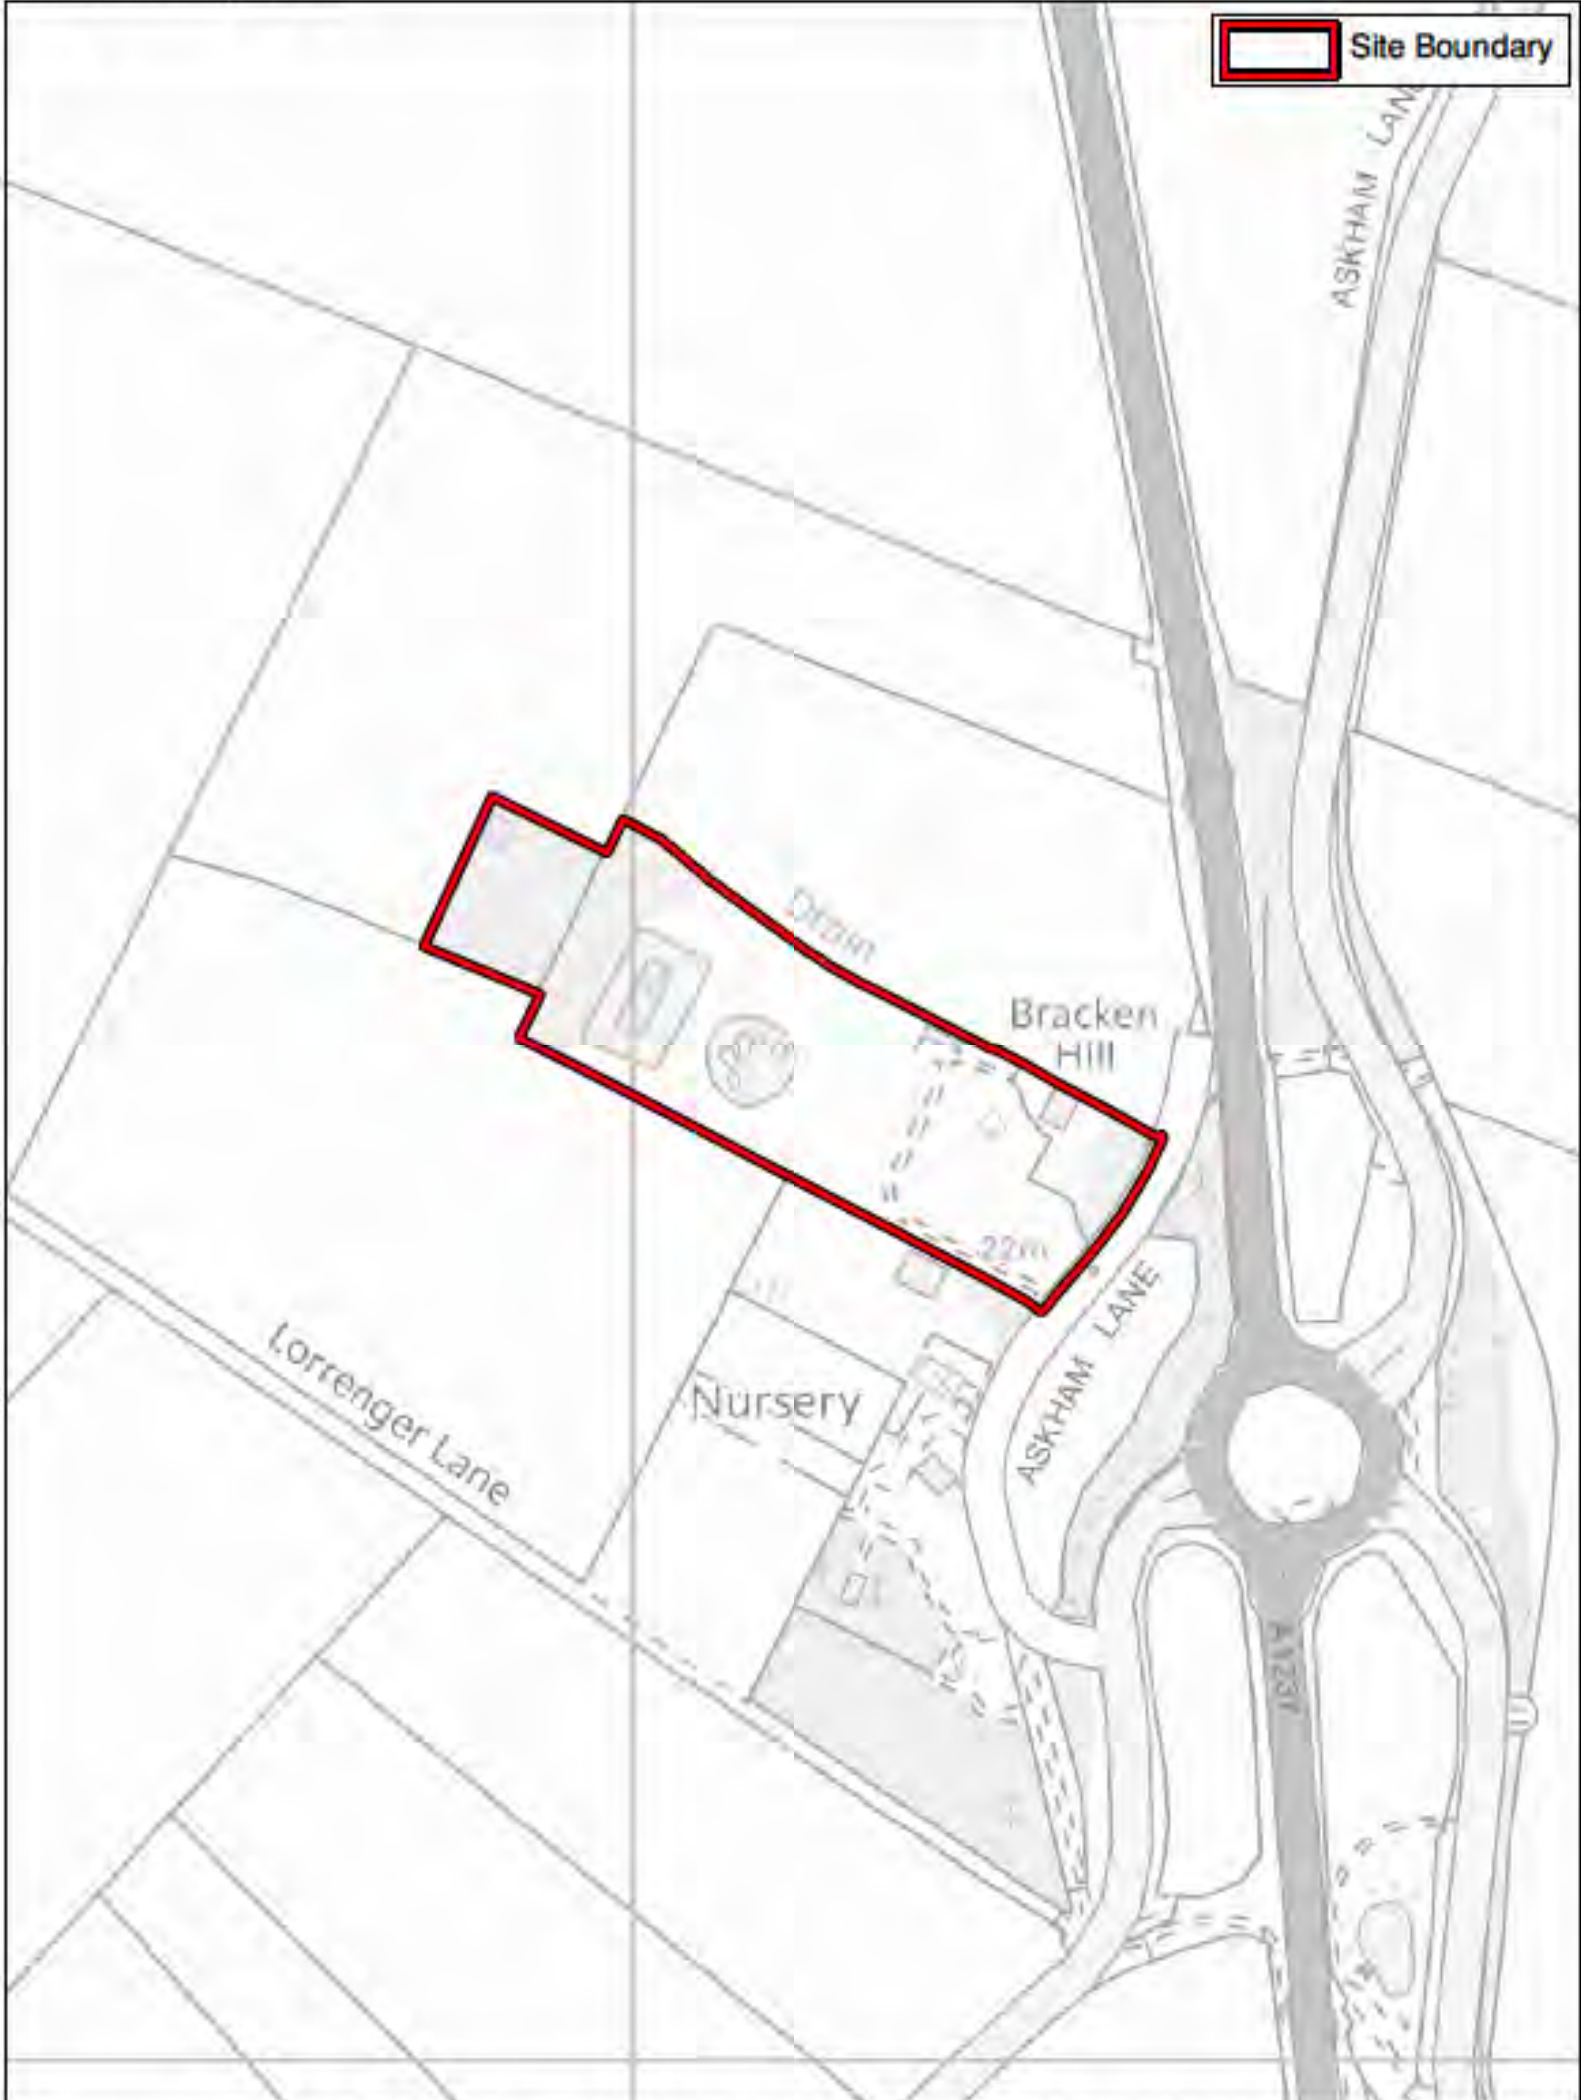 Site Boundary
ASKHAM LANE
Drain
Bracken
Hill
22m
ASKHAM LANE
Lorrenger Lane
Nursery
A1237